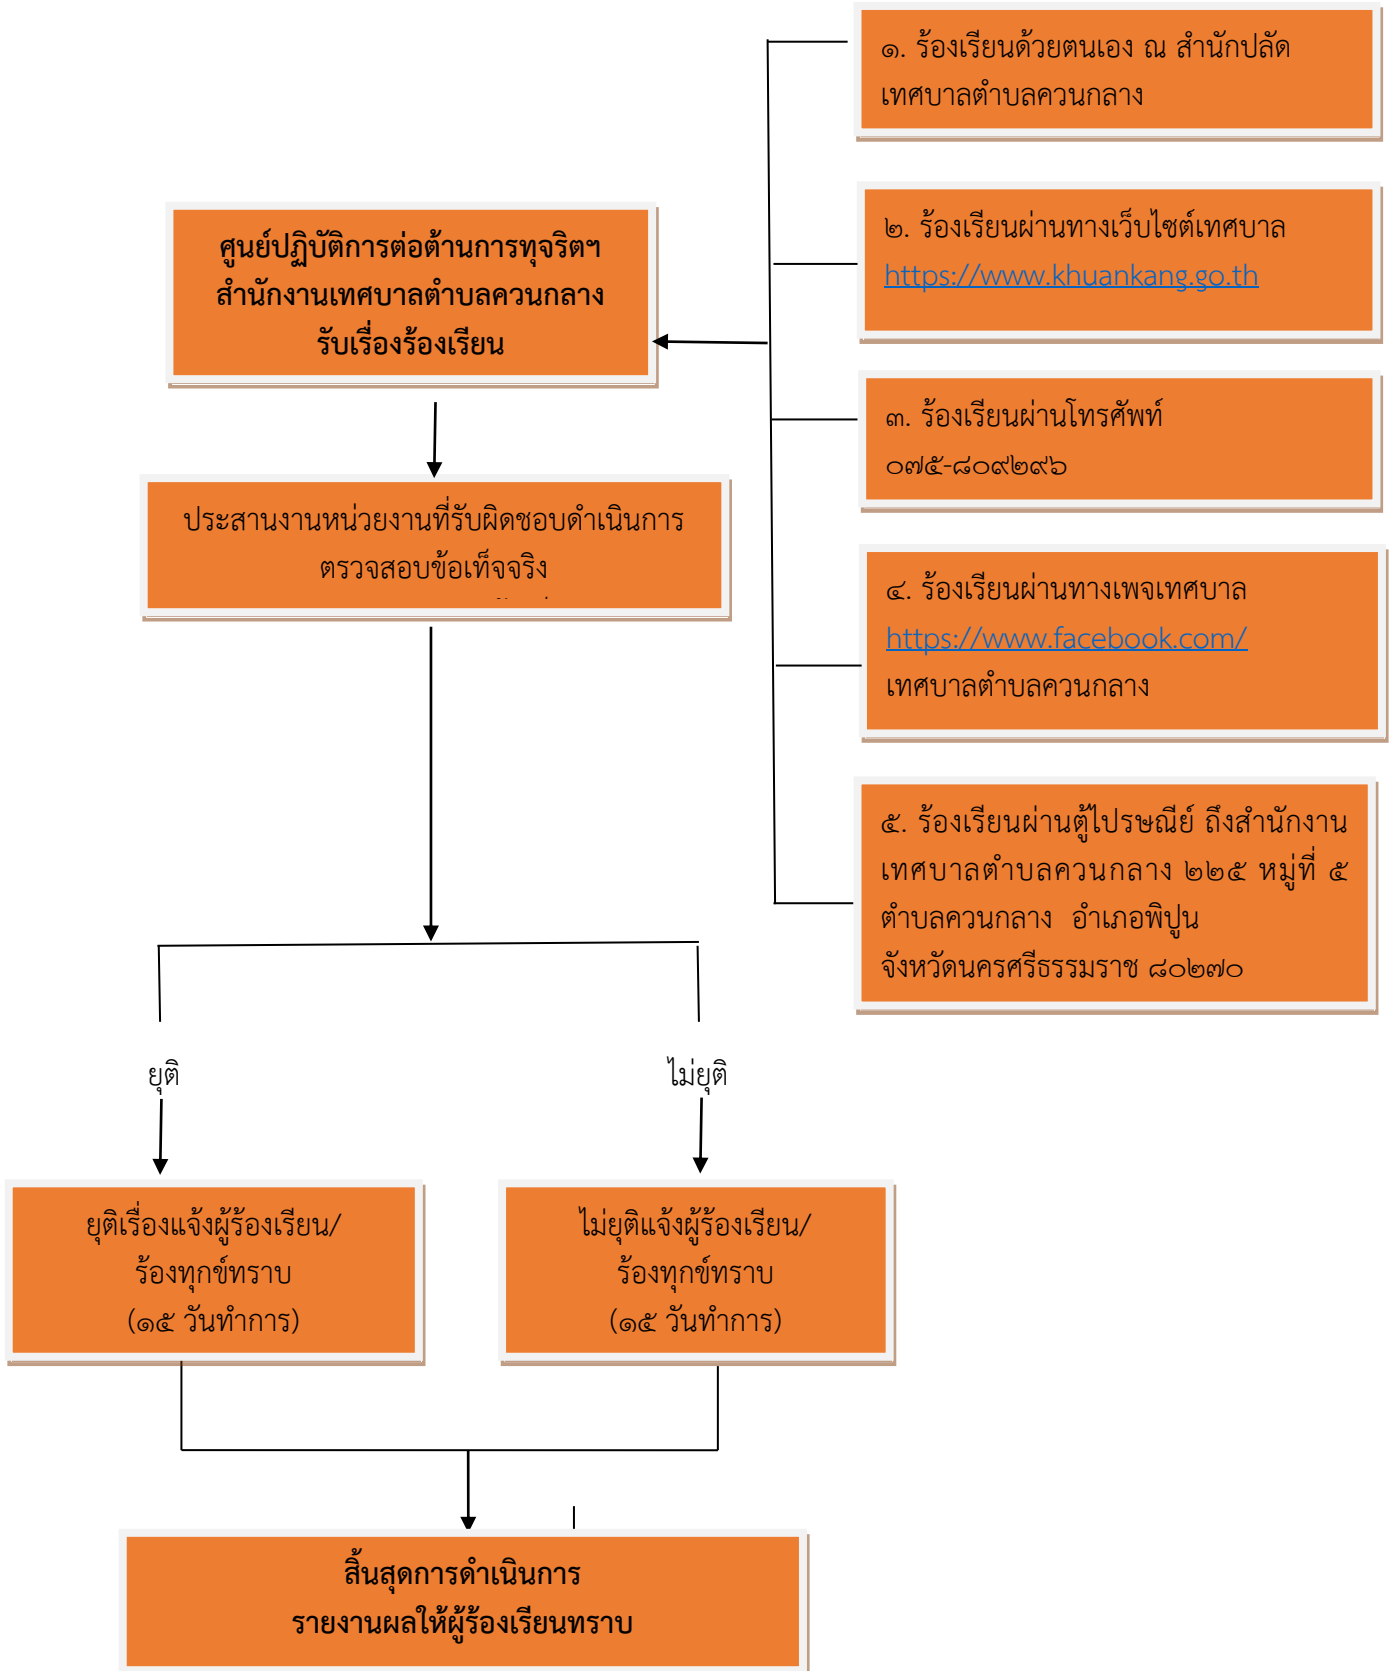 ๑. ร้องเรียนด้วยตนเอง ณ สำนักปลัด
เทศบาลตำบลควนกลาง
๒. ร้องเรียนผ่านทางเว็บไซต์เทศบาล
https://www.khuankang.go.th
ศูนย์ปฏิบัติการต่อต้านการทุจริตฯ
สำนักงานเทศบาลตำบลควนกลาง
รับเรื่องร้องเรียน
๓. ร้องเรียนผ่านโทรศัพท์
๐๗๕-๘๐๙๒๙๖
ประสานงานหน่วยงานที่รับผิดชอบดำเนินการ
ตรวจสอบข้อเท็จจริง
๔. ร้องเรียนผ่านทางเพจเทศบาล
https://www.facebook.com/
เทศบาลตำบลควนกลาง
๕. ร้องเรียนผ่านตู้ไปรษณีย์ ถึงสำนักงาน
เทศบาลตำบลควนกลาง ๒๒๕ หมู่ที่ ๕
ตำบลควนกลาง อำเภอพิปูน
จังหวัดนครศรีธรรมราช ๘๐๒๗๐
ยุติ
ไม่ยุติ
ยุติเรื่องแจ้งผู้ร้องเรียน/
ร้องทุกข์ทราบ
(๑๕ วันทำการ)
ไม่ยุติแจ้งผู้ร้องเรียน/
ร้องทุกข์ทราบ
(๑๕ วันทำการ)
สิ้นสุดการดำเนินการ
รายงานผลให้ผู้ร้องเรียนทราบ